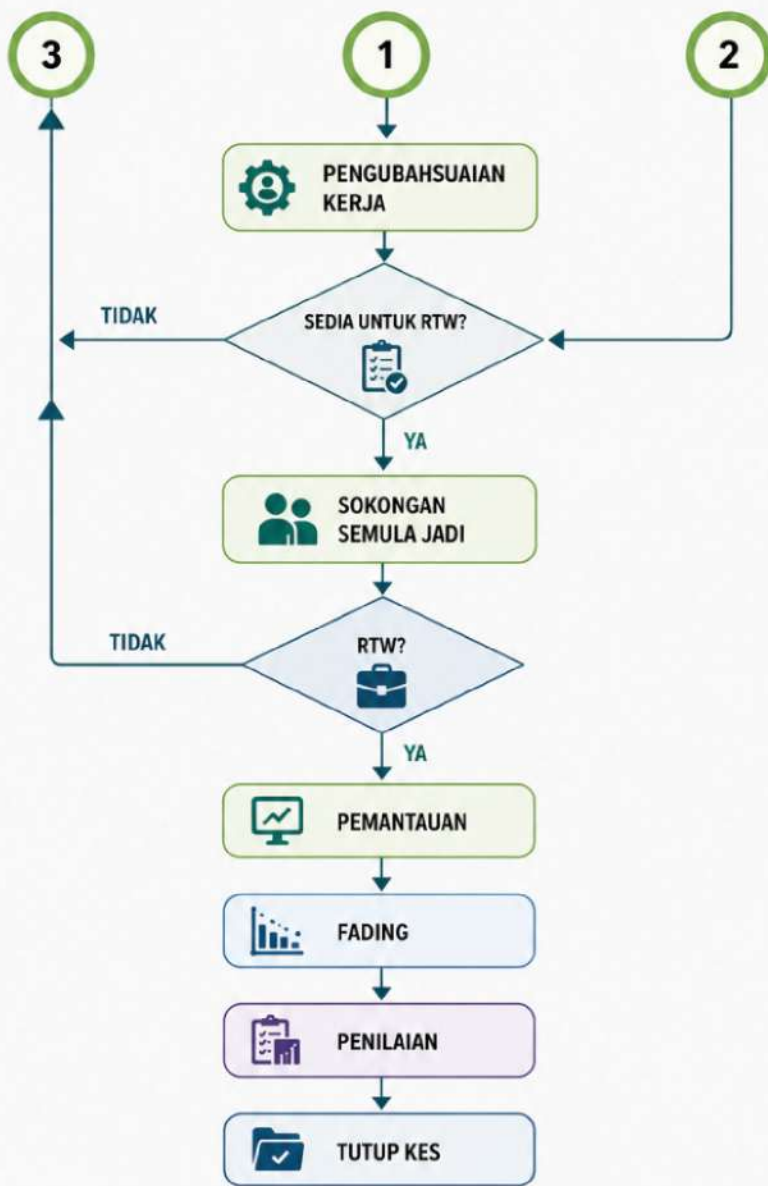 3
1
2
PENGUBAHSUAIAN
KERJA
TIDAK
SEDIA UNTUK RTW?
YA
SOKONGAN
SEMULA JADI
TIDAK
RTW?
YA
PEMANTAUAN
FADING
PENILAIAN
TUTUP KES